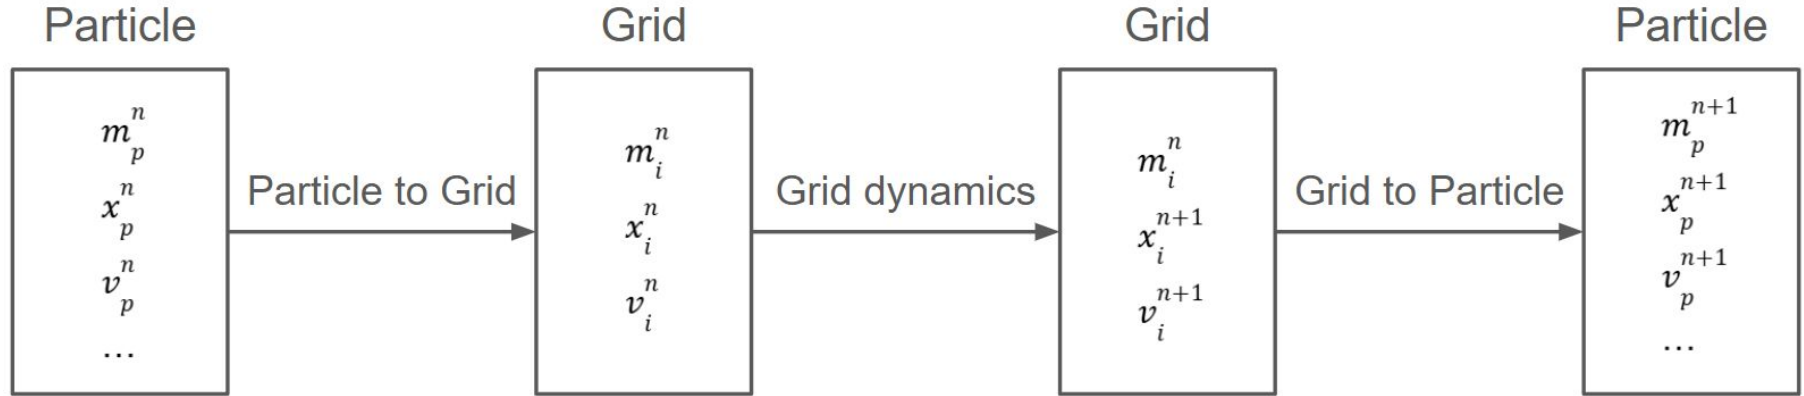 Particle
m_p^n
x_p^n
v_p^n
...
Particle to Grid
Grid
m_i^n
x_i^n
v_i^n
Grid dynamics
Grid
m_i^n
x_i^{n+1}
v_i^{n+1}
Grid to Particle
Particle
m_p^{n+1}
x_p^{n+1}
v_p^{n+1}
...